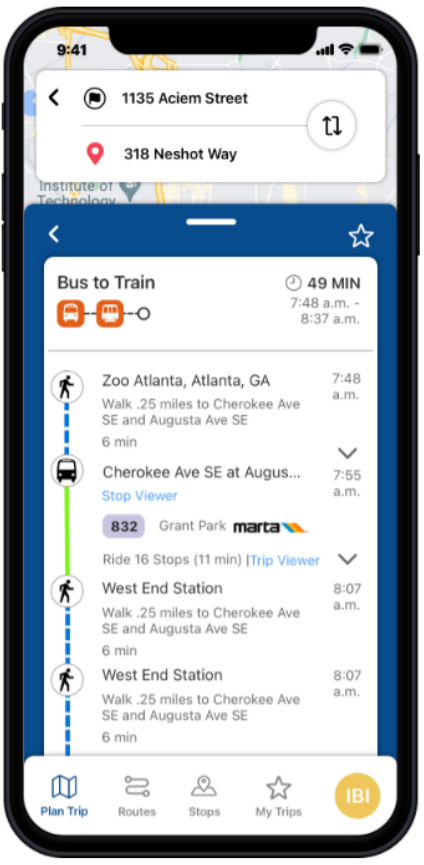 9:41
1135 Aciem Street
318 Neshot Way
Institute of
Technology
Bus to Train
49 MIN
7:48 a.m. -
8:37 a.m.
Zoo Atlanta, Atlanta, GA
7:48
a.m.
Walk .25 miles to Cherokee Ave
SE and Augusta Ave SE
6 min
Cherokee Ave SE at Augus...
7:55
a.m.
Stop Viewer
832 Grant Park marta
Ride 16 Stops (11 min) |Trip Viewer
West End Station
8:07
a.m.
Walk .25 miles to Cherokee Ave
SE and Augusta Ave SE
6 min
West End Station
8:07
a.m.
Walk .25 miles to Cherokee Ave
SE and Augusta Ave SE
6 min
Plan Trip Routes Stops My Trips IBI